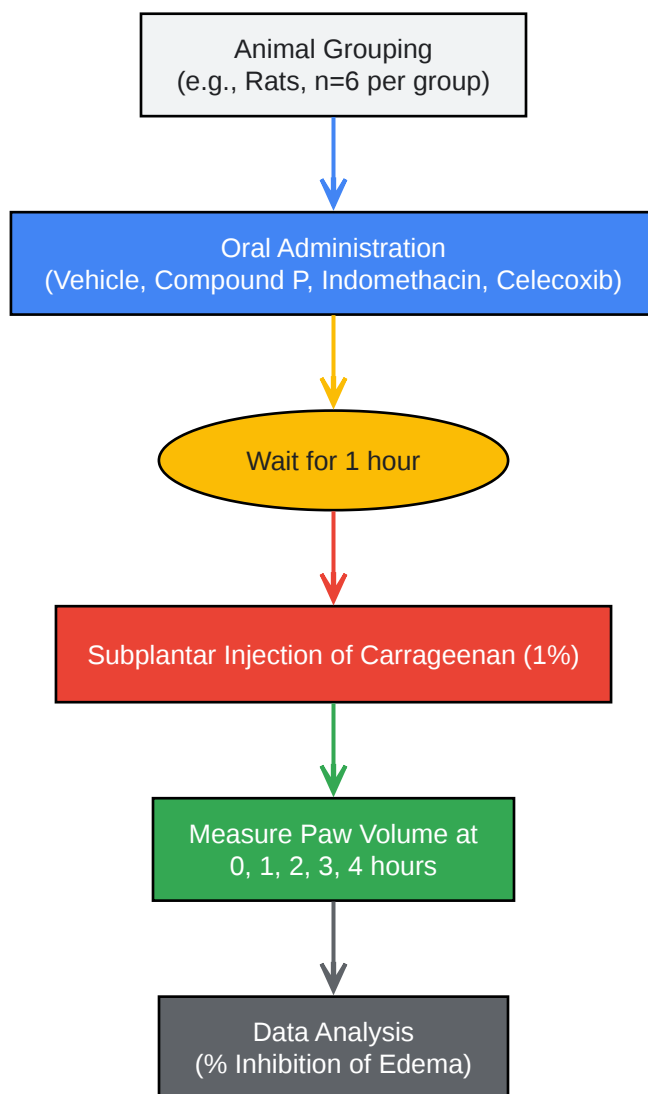 Animal Grouping
(e.g., Rats, n=6 per group)
Oral Administration
(Vehicle, Compound P, Indomethacin, Celecoxib)
Wait for 1 hour
Subplantar Injection of Carrageenan (1%)
Measure Paw Volume at
0, 1, 2, 3, 4 hours
Data Analysis
(% Inhibition of Edema)